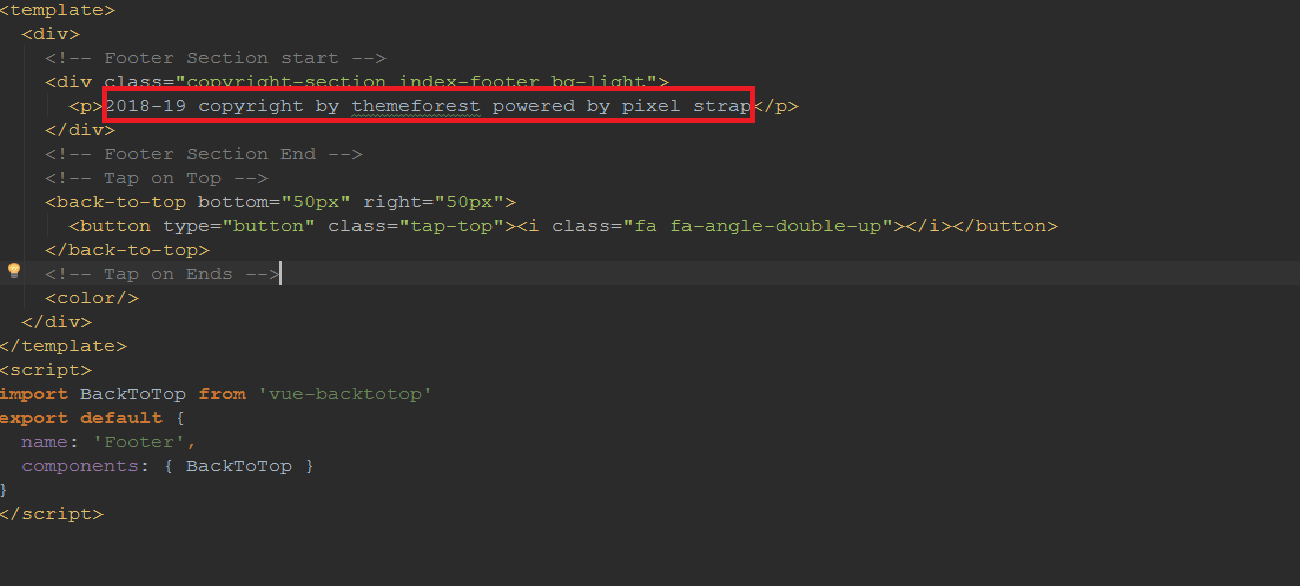 <template>
<div>
<!-- Footer Section start -->
<div class="copyright-section index-footer bg-light">
<p>2018-19 copyright by themeforest powered by pixel strap</p>
</div>
<!-- Footer Section End -->
<!-- Tap on Top -->
<back-to-top bottom="50px" right="50px">
<button type="button" class="tap-top"><i class="fa fa-angle-double-up"></i></button>
</back-to-top>
<!-- Tap on Ends -->
<color/>
</div>
</template>
<script>
import BackToTop from 'vue-backtotop'
export default {
name: 'Footer',
components: { BackToTop }
}
</script>